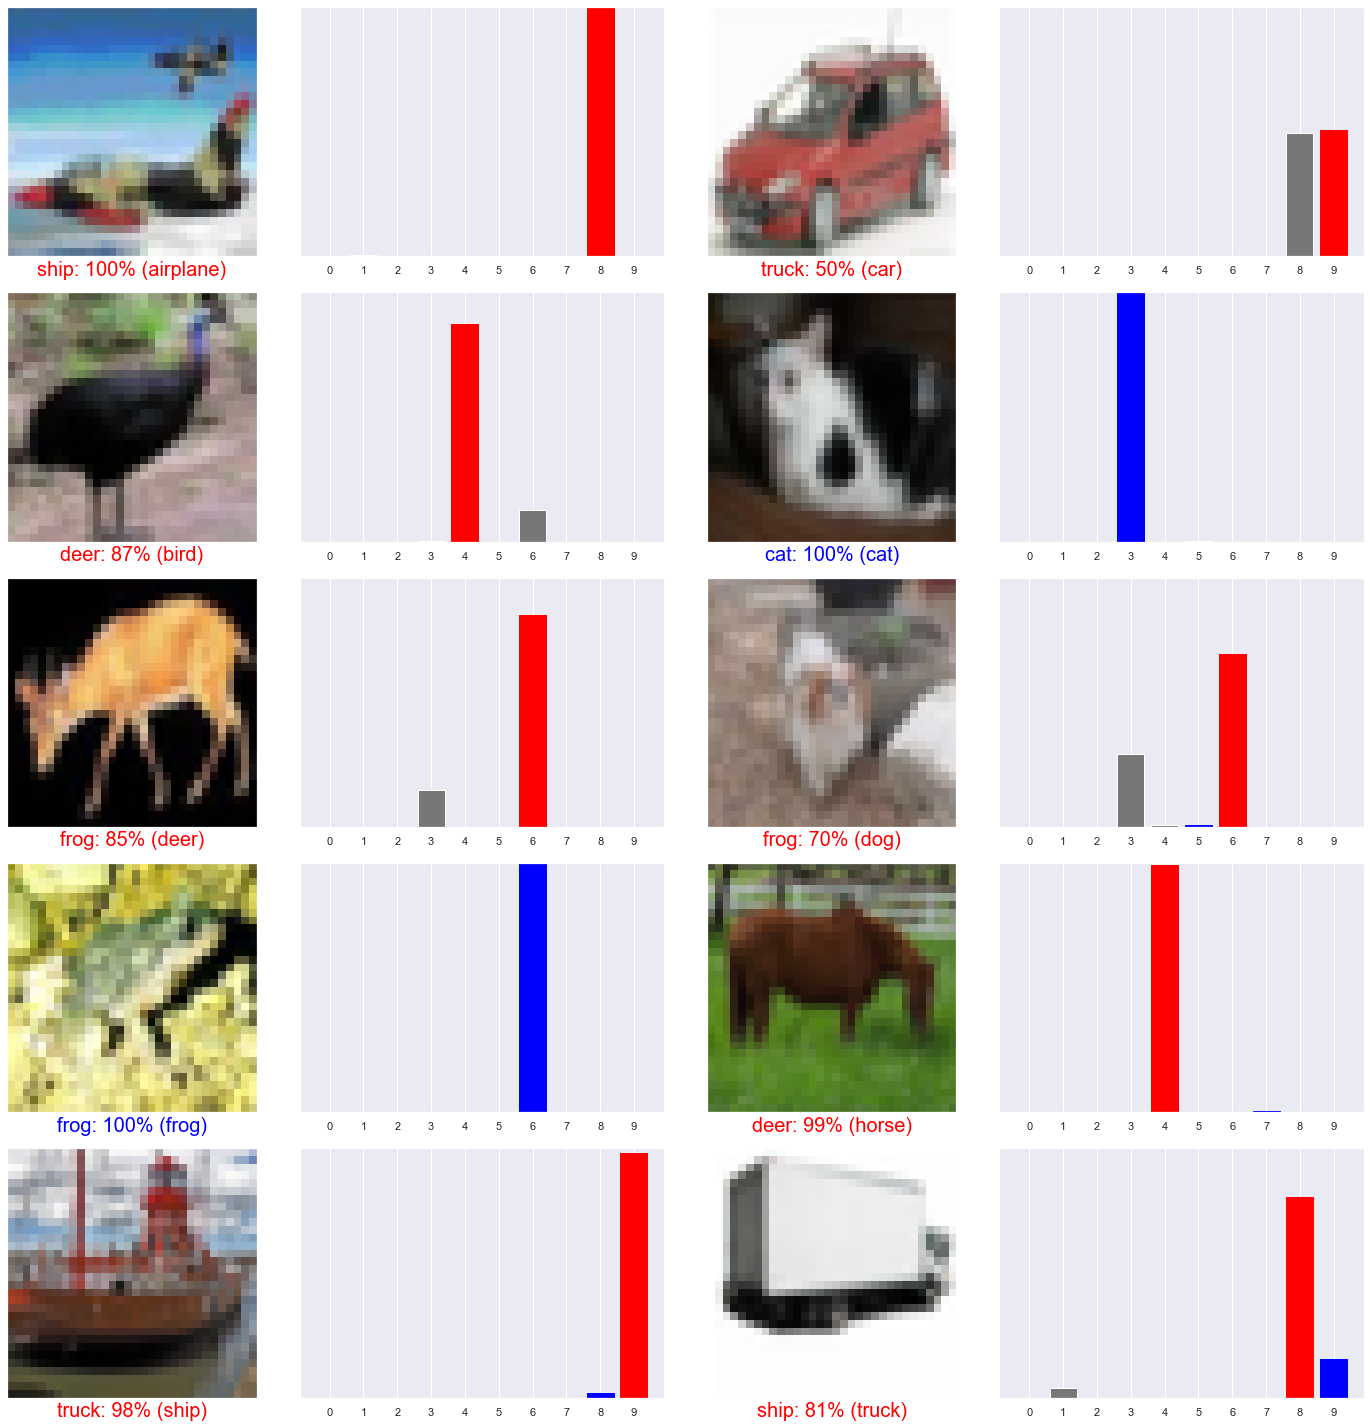 0 1 2 3 4 5 6 7 8 9
0 1 2 3 4 5 6 7 8 9
ship: 100% (airplane)
truck: 50% (car)
0 1 2 3 4 5 6 7 8 9
0 1 2 3 4 5 6 7 8 9
deer: 87% (bird)
cat: 100% (cat)
0 1 2 3 4 5 6 7 8 9
0 1 2 3 4 5 6 7 8 9
frog: 85% (deer)
frog: 70% (dog)
0 1 2 3 4 5 6 7 8 9
0 1 2 3 4 5 6 7 8 9
frog: 100% (frog)
deer: 99% (horse)
0 1 2 3 4 5 6 7 8 9
0 1 2 3 4 5 6 7 8 9
truck: 98% (ship)
ship: 81% (truck)